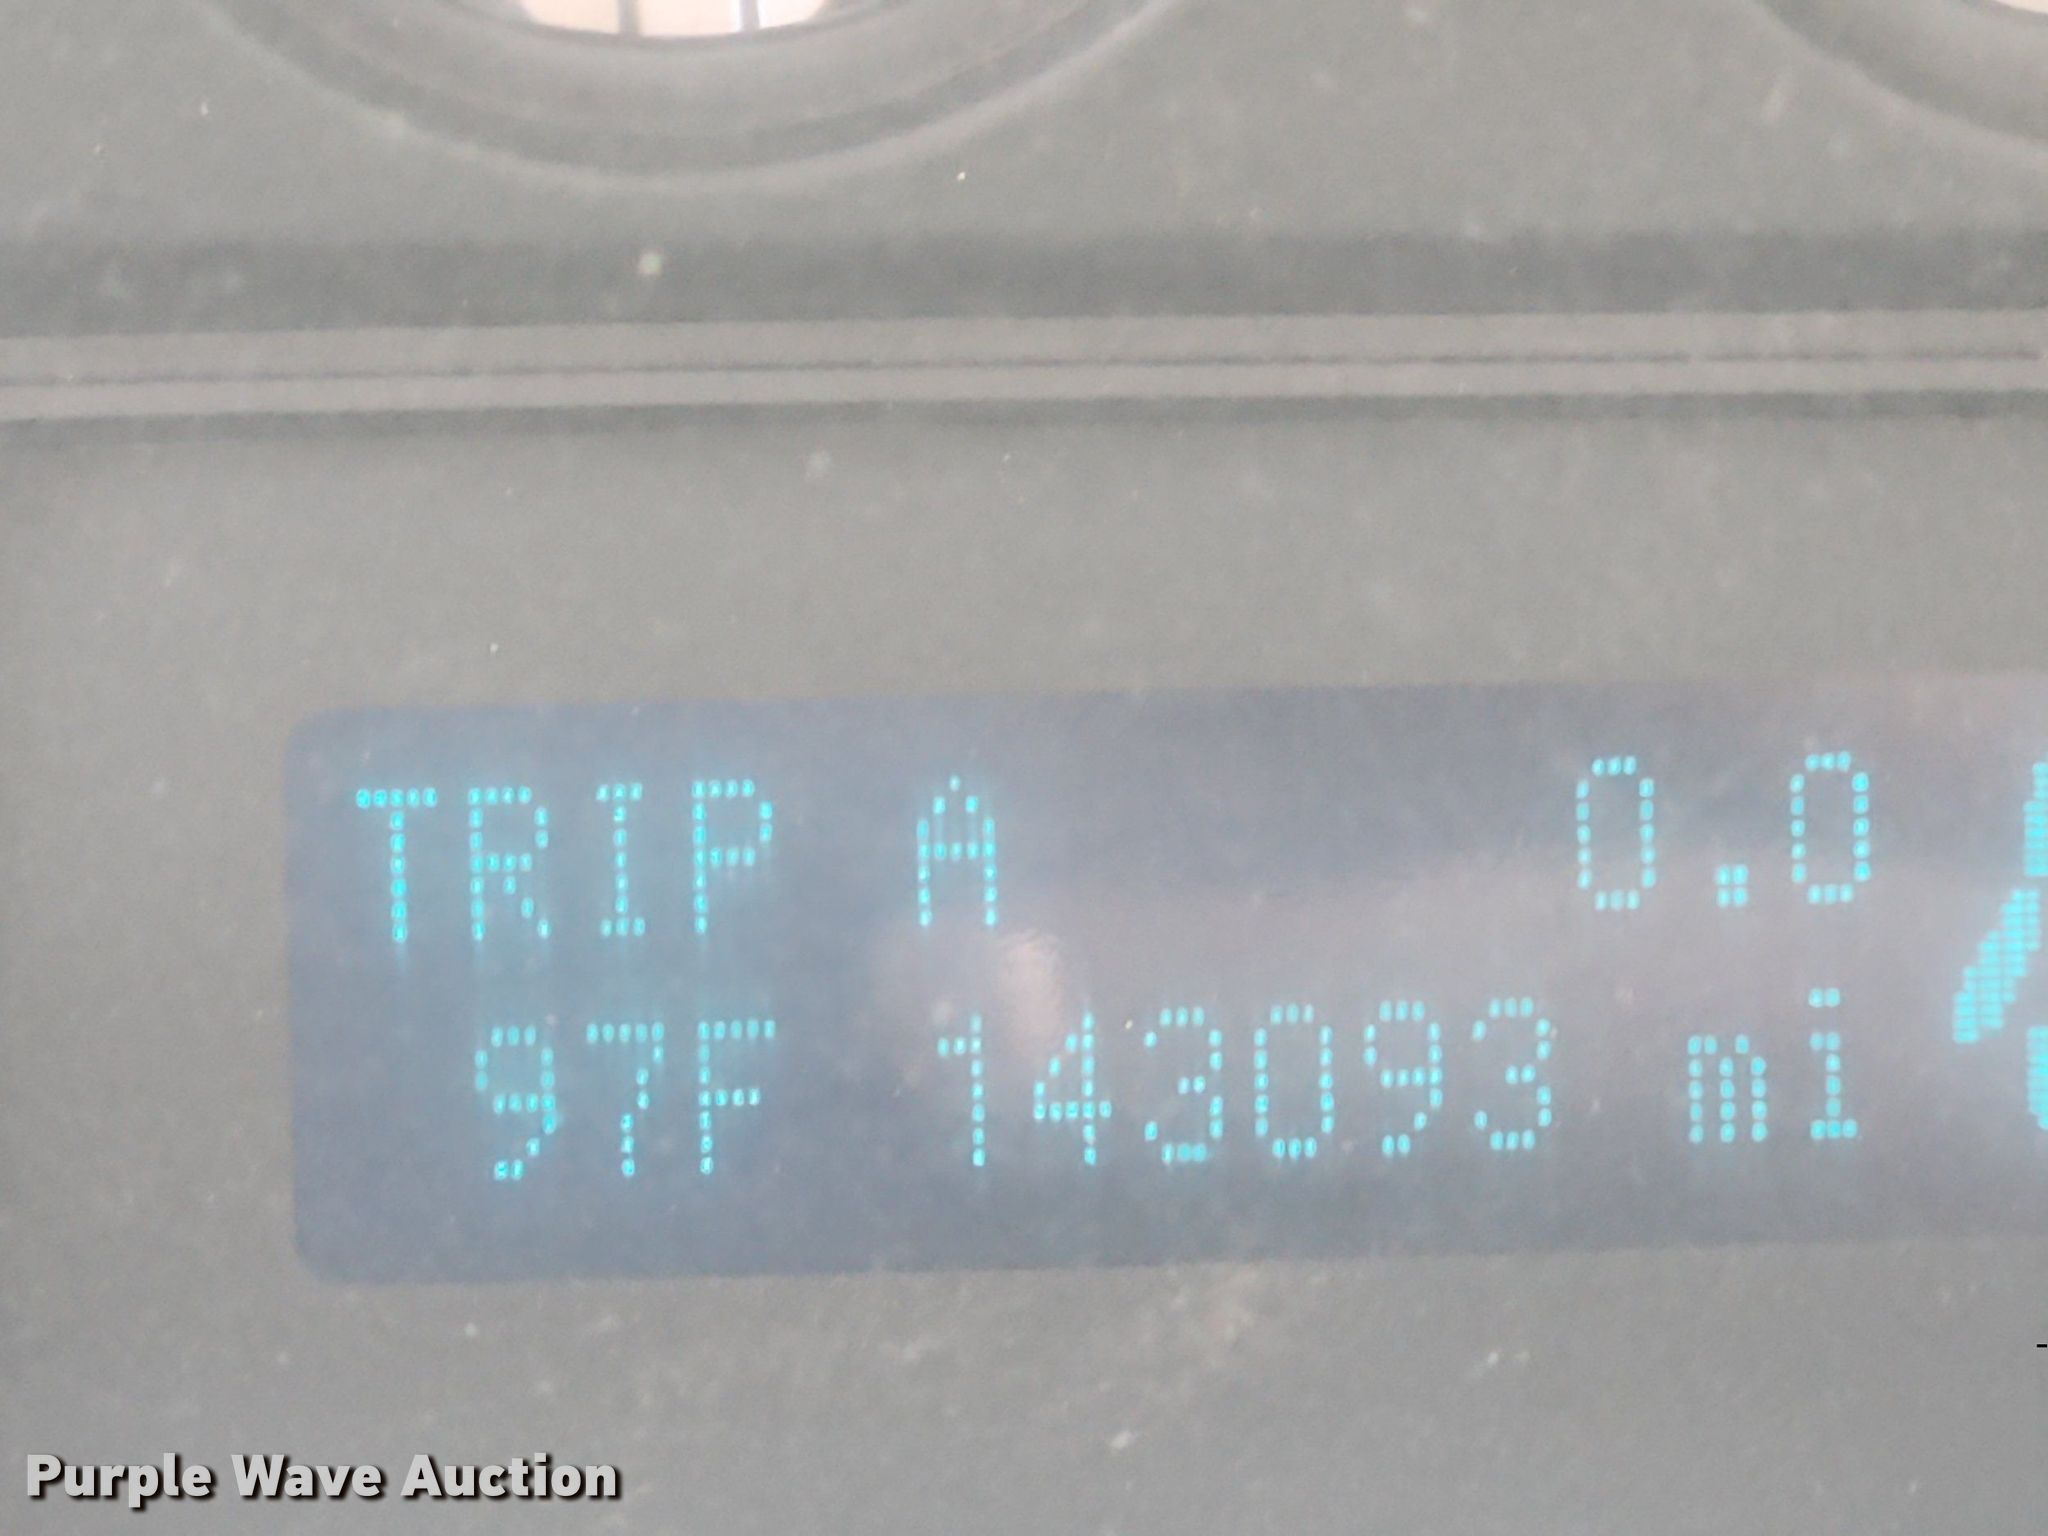 TRIP A 0.0
97F 143093 mi
Purple Wave Auction